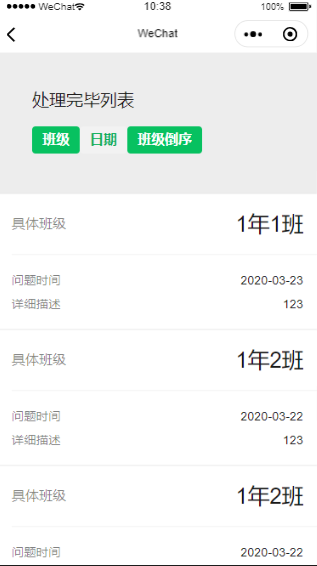 WeChat 10:38 100%
WeChat
处理完毕列表
班级 日期 班级倒序
具体班级 1年1班
问题时间 2020-03-23
详细描述 123
具体班级 1年2班
问题时间 2020-03-22
详细描述 123
具体班级 1年2班
问题时间 2020-03-22